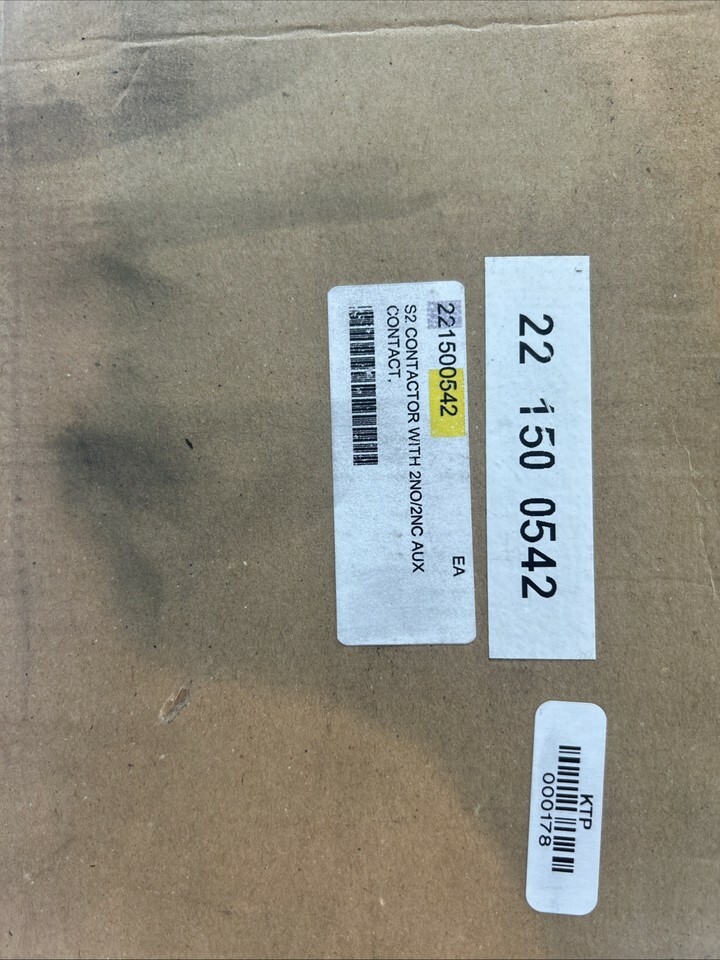 22 150 0542
221500542
EA
S2 CONTACTOR WITH 2NO/2NC AUX
CONTACT,
KTP
000178